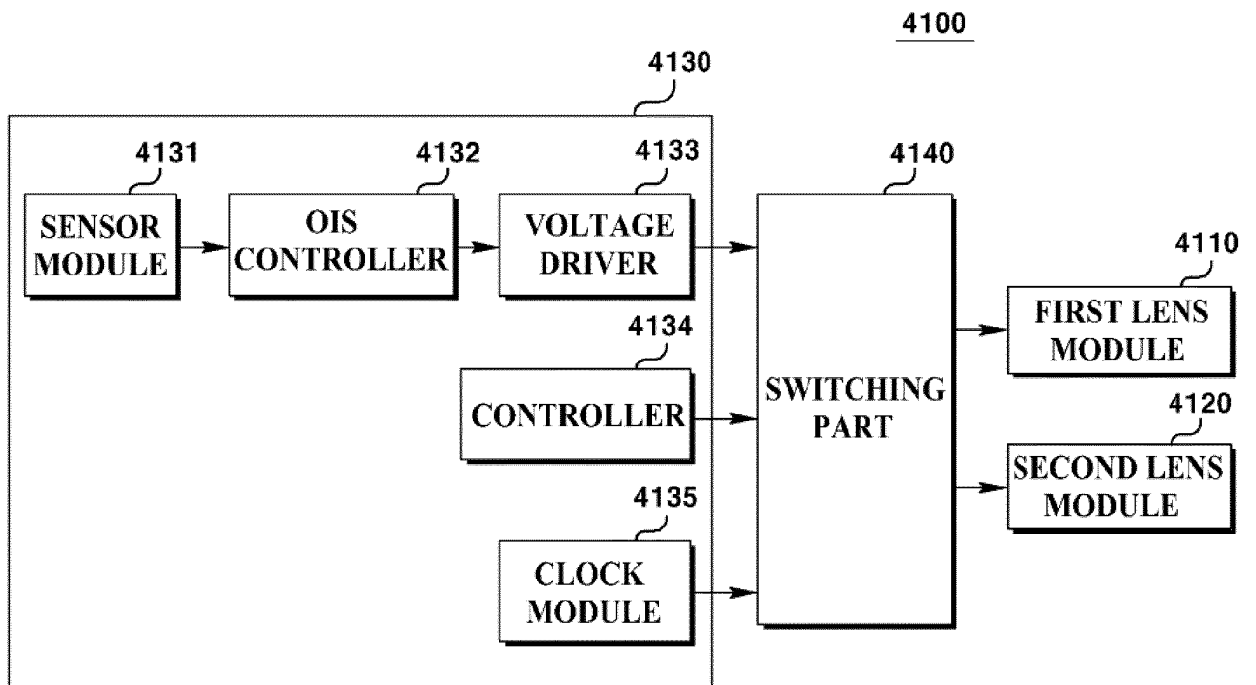 4100
4130
4131
4132
4133
4140
SENSOR
MODULE
OIS
CONTROLLER
VOLTAGE
DRIVER
4110
FIRST LENS
MODULE
4134
CONTROLLER
SWITCHING
PART
4120
SECOND LENS
MODULE
4135
CLOCK
MODULE